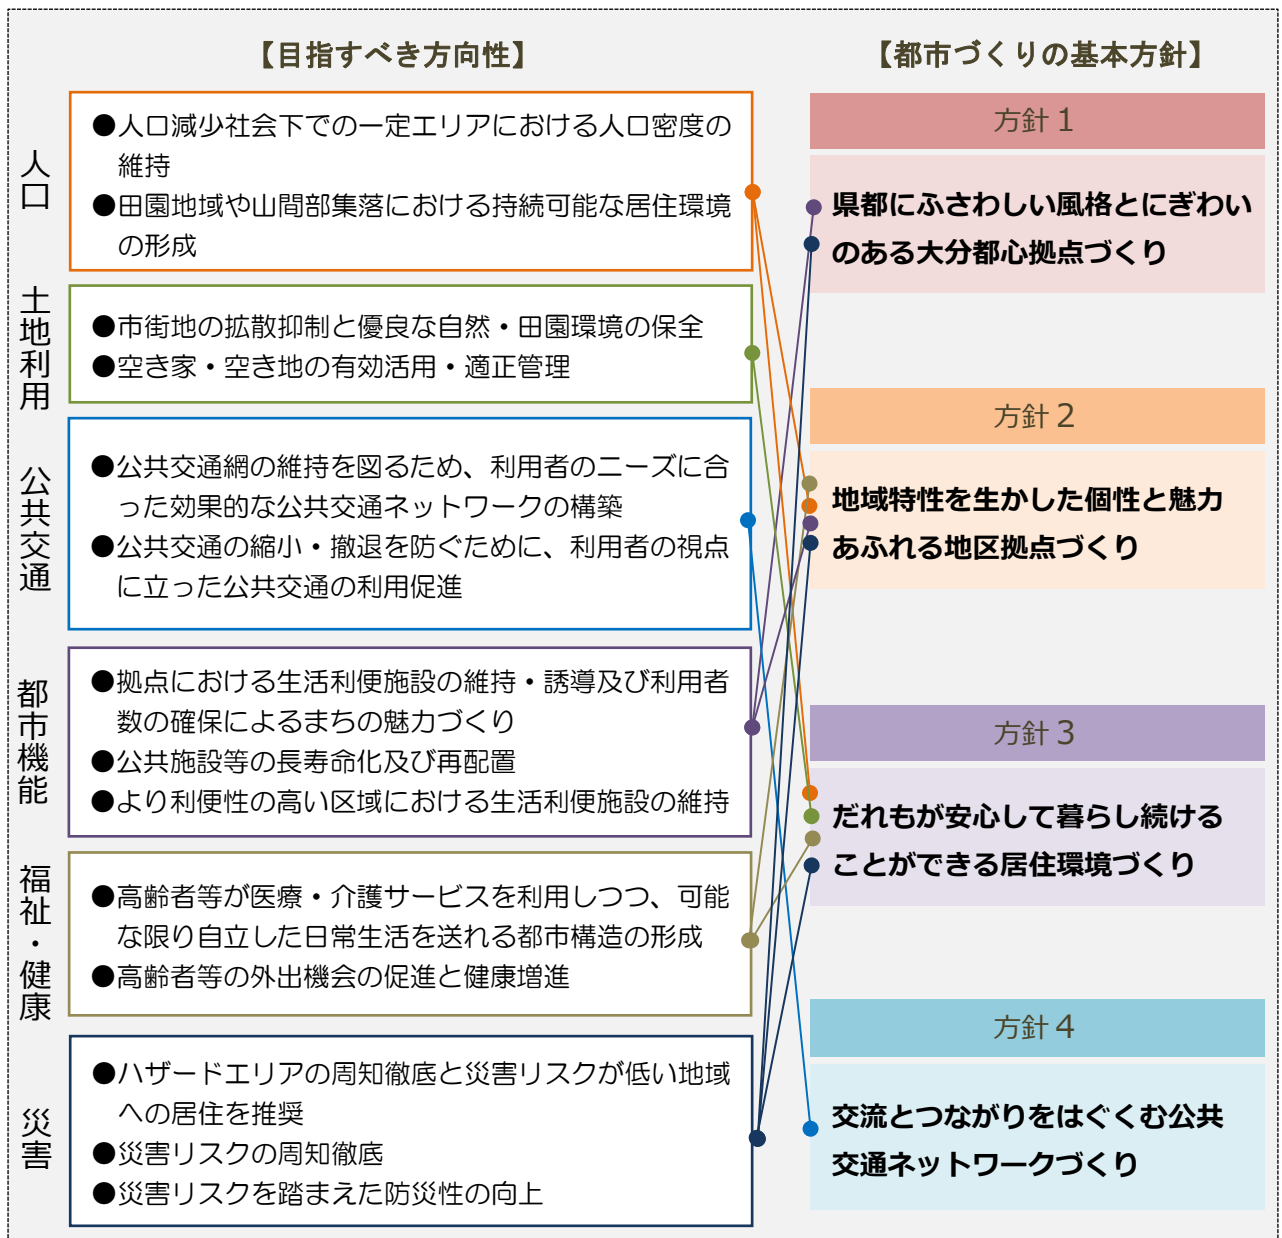 【目指すべき方向性】
人口
●人口減少社会下での一定エリアにおける人口密度の
維持
●田園地域や山間部集落における持続可能な居住環境
の形成
土地利用
●市街地の拡散抑制と優良な自然・田園環境の保全
●空き家・空き地の有効活用・適正管理
公共交通
●公共交通網の維持を図るため、利用者のニーズに合
った効果的な公共交通ネットワークの構築
●公共交通の縮小・撤退を防ぐために、利用者の視点
に立った公共交通の利用促進
都市機能
●拠点における生活利便施設の維持・誘導及び利用者
数の確保によるまちの魅力づくり
●公共施設等の長寿命化及び再配置
●より利便性の高い区域における生活利便施設の維持
福祉・健康
●高齢者等が医療・介護サービスを利用しつつ、可能
な限り自立した日常生活を送れる都市構造の形成
●高齢者等の外出機会の促進と健康増進
災害
●ハザードエリアの周知徹底と災害リスクが低い地域
への居住を推奨
●災害リスクの周知徹底
●災害リスクを踏まえた防災性の向上
【都市づくりの基本方針】
方針１
県都にふさわしい風格とにぎわい
のある大分都心拠点づくり
方針２
地域特性を生かした個性と魅力
あふれる地区拠点づくり
方針３
だれもが安心して暮らし続ける
ことができる居住環境づくり
方針４
交流とつながりをはぐくむ公共
交通ネットワークづくり